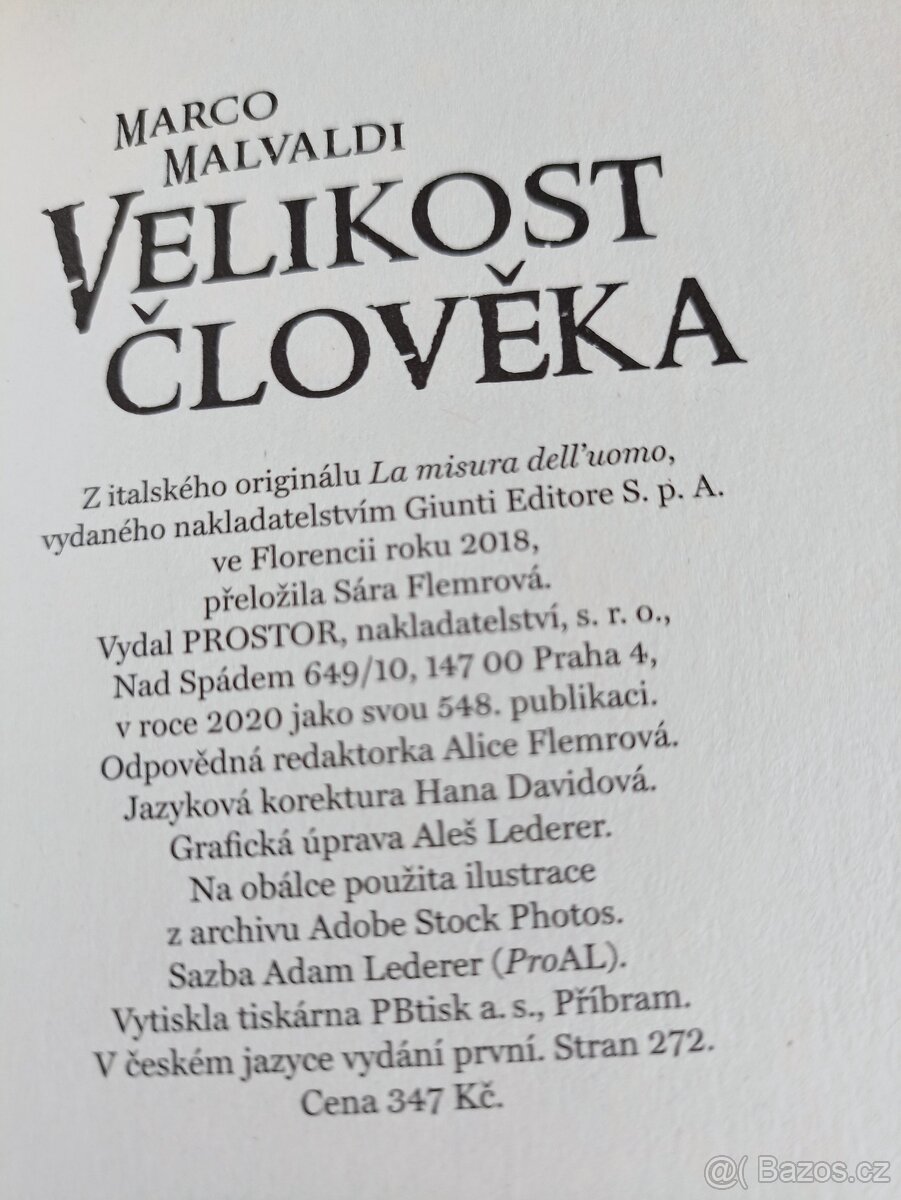 MARCO
MALVALDI
VELIKOST
ČLOVĚKA
Z italského originálu La misura dell'uomo,
vydaného nakladatelstvím Giunti Editore S. p. A.
ve Florencii roku 2018,
přeložila Sára Flemrová.
Vydal PROSTOR, nakladatelství, s. r. o.,
Nad Spádem 649/10, 147 00 Praha 4,
v roce 2020 jako svou 548. publikaci.
Odpovědná redaktorka Alice Flemrová.
Jazyková korektura Hana Davidová.
Grafická úprava Aleš Lederer.
Na obálce použita ilustrace
z archivu Adobe Stock Photos.
Sazba Adam Lederer (ProAL).
Vytiskla tiskárna PBtisk a. s., Příbram.
V českém jazyce vydání první. Stran 272.
Cena 347 Kč.
@( Bazos.cz